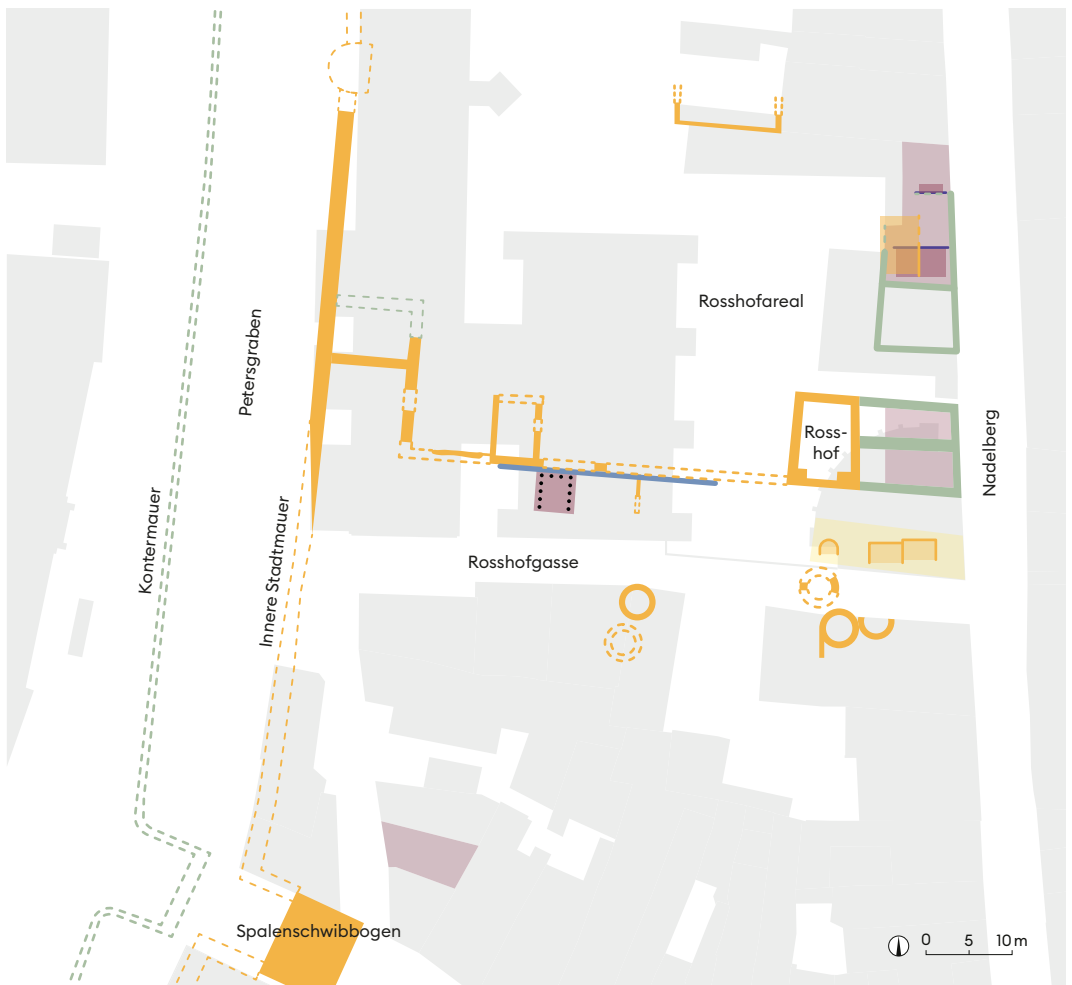 Rosshofareal
Petersgraben
Ross-
hof
Nadelberg
Kontermauer
Innere Stadtmauer
Rosshofgasse
Spalenschwibbogen
0 5 10 m